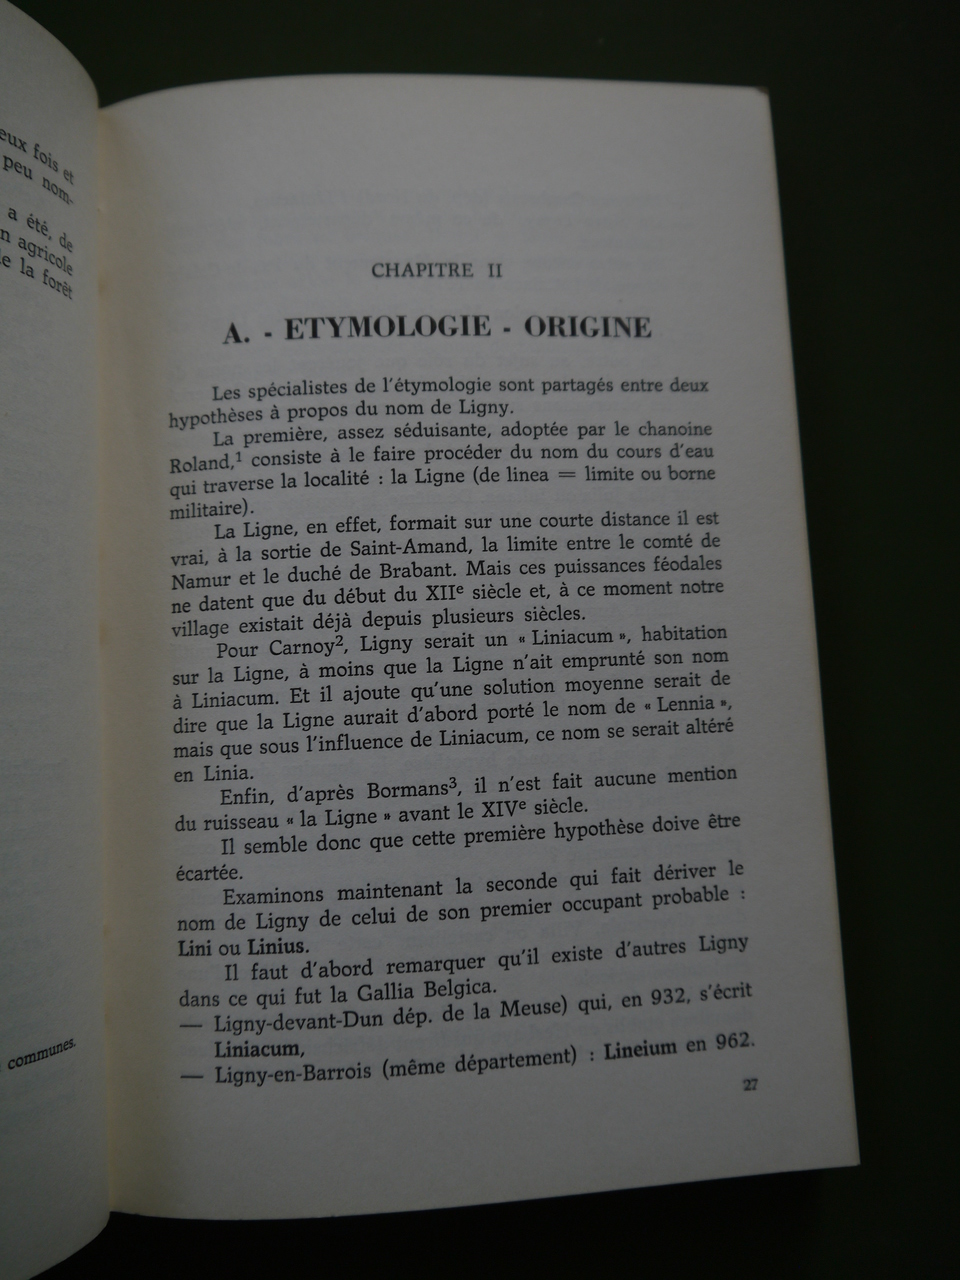 eux fois et
peu nom-
a été, de
n agricole
la forêt
communes.
CHAPITRE II
A. - ETYMOLOGIE - ORIGINE
Les spécialistes de l'étymologie sont partagés entre deux
hypothèses à propos du nom de Ligny.
La première, assez séduisante, adoptée par le chanoine
Roland,¹ consiste à le faire procéder du nom du cours d'eau
qui traverse la localité : la Ligne (de linea = limite ou borne
militaire).
La Ligne, en effet, formait sur une courte distance il est
vrai, à la sortie de Saint-Amand, la limite entre le comté de
Namur et le duché de Brabant. Mais ces puissances féodales
ne datent que du début du XIIe siècle et, à ce moment notre
village existait déjà depuis plusieurs siècles.
Pour Carnoy², Ligny serait un « Liniacum », habitation
sur la Ligne, à moins que la Ligne n'ait emprunté son nom
à Liniacum. Et il ajoute qu'une solution moyenne serait de
dire que la Ligne aurait d'abord porté le nom de « Lennia »,
mais que sous l'influence de Liniacum, ce nom se serait altéré
en Linia.
Enfin, d'après Bormans³, il n'est fait aucune mention
du ruisseau « la Ligne » avant le XIVe siècle.
Il semble donc que cette première hypothèse doive être
écartée.
Examinons maintenant la seconde qui fait dériver le
nom de Ligny de celui de son premier occupant probable :
Lini ou Linius.
Il faut d'abord remarquer qu'il existe d'autres Ligny
dans ce qui fut la Gallia Belgica.
— Ligny-devant-Dun dép. de la Meuse) qui, en 932, s'écrit
Liniacum,
— Ligny-en-Barrois (même département) : Lineium en 962.
27